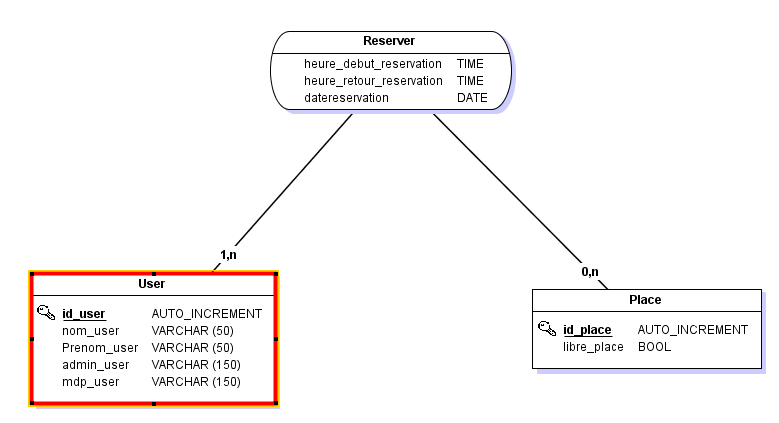 Reserver
heure_debut_reservation TIME
heure_retour_reservation TIME
datereservation DATE
1,n
0,n
User
id_user AUTO_INCREMENT
nom_user VARCHAR (50)
Prenom_user VARCHAR (50)
admin_user VARCHAR (150)
mdp_user VARCHAR (150)
Place
id_place AUTO_INCREMENT
libre_place BOOL